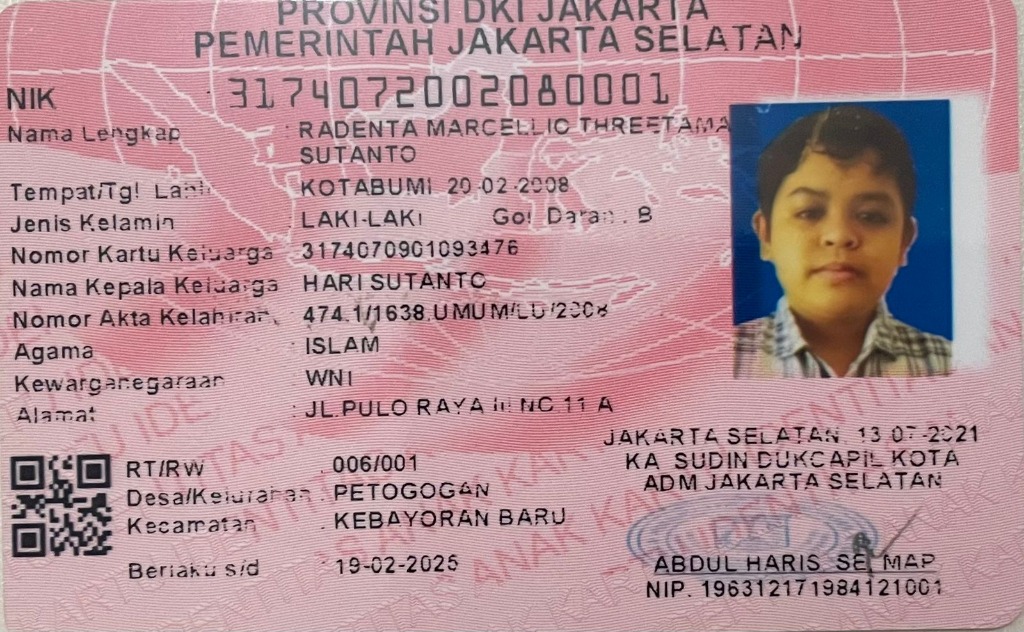 PROVINSI DKI JAKARTA
PEMERINTAH JAKARTA SELATAN
NIK : 3174072002080001
Nama Lengkap : RADENTA MARCELLIO THREETAMA
SUTANTO
Tempat/Tgl Lahir : KOTABUMI 20-02-2008
Jenis Kelamin : LAKI-LAKI Gol Darah : B
Nomor Kartu Keluarga : 3174070901093476
Nama Kepala Keluarga : HARI SUTANTO
Nomor Akta Kelahiran : 474.1/1638.UMUM/LU/2008
Agama : ISLAM
Kewarganegaraan : WNI
Alamat : JL.PULO RAYA III NO 11 A
RT/RW : 006/001
Desa/Kelurahan : PETOGOGAN
Kecamatan : KEBAYORAN BARU
Berlaku s/d : 19-02-2025
JAKARTA SELATAN, 13-07-2021
KA SUDIN DUKCAPIL KOTA
ADM JAKARTA SELATAN
ABDUL HARIS SE, MAP
NIP. 196312171984121001